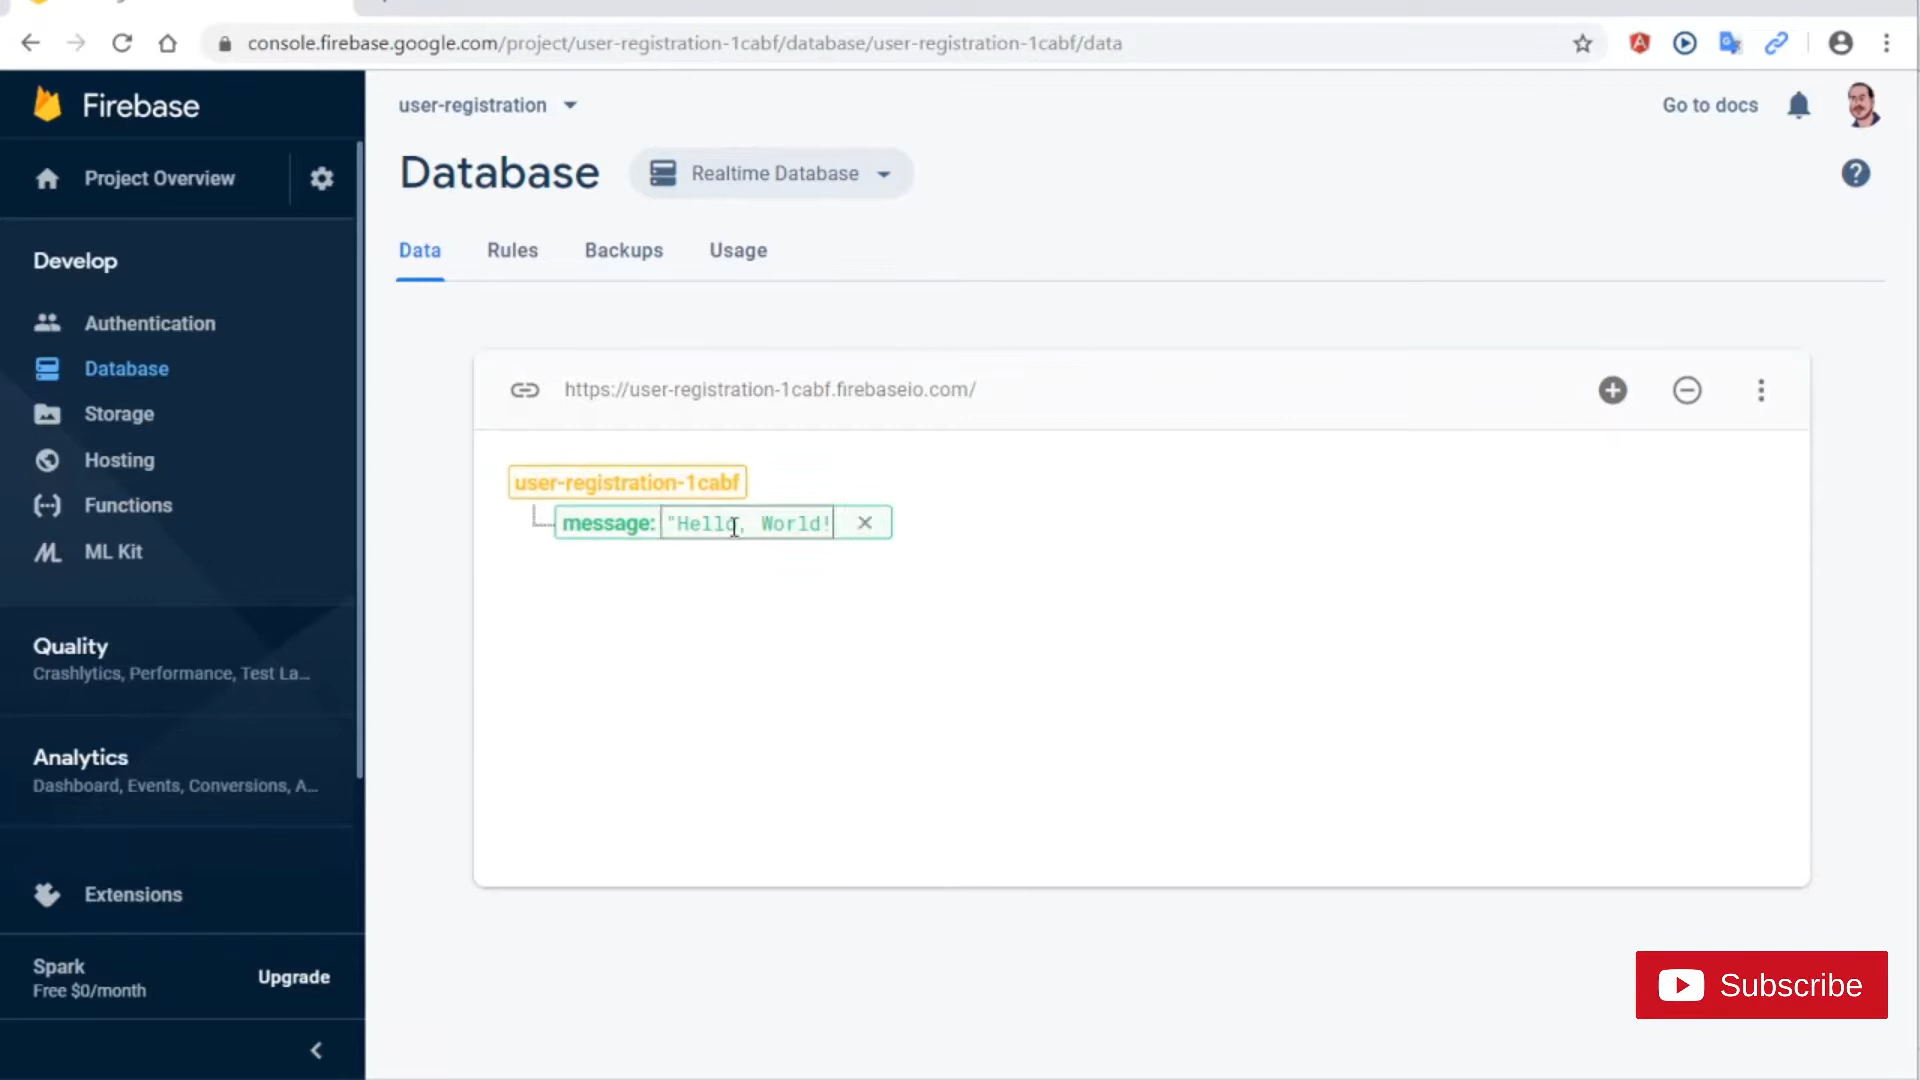 console.firebase.google.com/project/user-registration-1cabf/database/user-registration-1cabf/data
Firebase
user-registration
Go to docs
Project Overview
Database
Realtime Database
Data
Rules
Backups
Usage
Develop
Authentication
Database
Storage
Hosting
Functions
ML Kit
https://user-registration-1cabf.firebaseio.com/
user-registration-1cabf
message: "Hello, World!
Quality
Crashlytics, Performance, Test La...
Analytics
Dashboard, Events, Conversions, A...
Extensions
Spark
Free $0/month
Upgrade
Subscribe